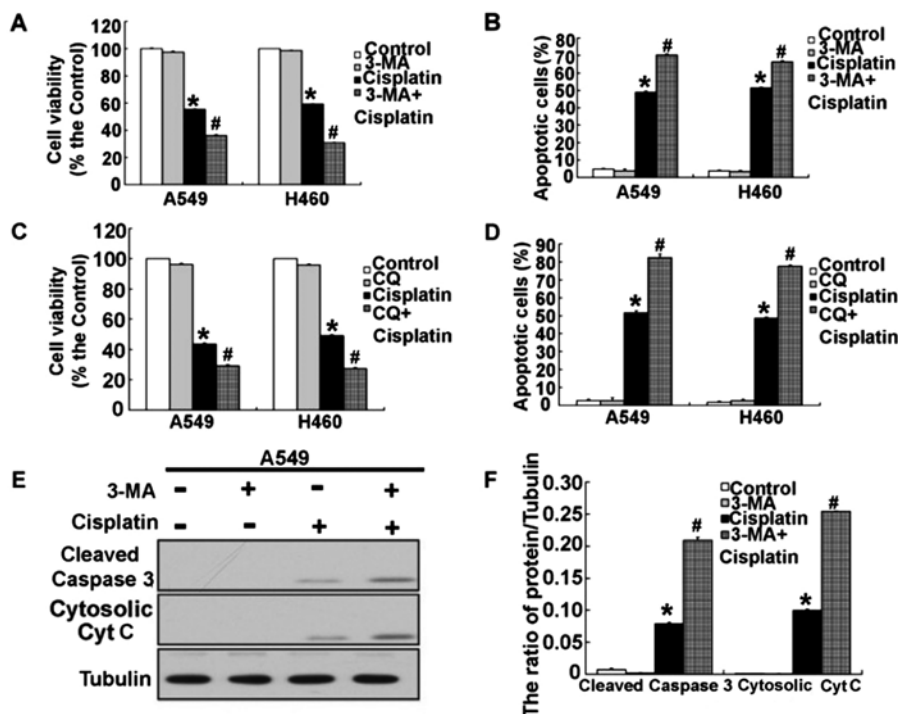 A
Cell viability
(% the Control)
120
100
80
60
40
20
0
*
#
*
#
A549
H460
Control
3-MA
Cisplatin
3-MA+
Cisplatin
B
Apoptotic cells (%)
80
70
60
50
40
30
20
10
0
*
#
*
#
A549
H460
Control
3-MA
Cisplatin
3-MA+
Cisplatin
C
Cell viability
(% the Control)
120
100
80
60
40
20
0
*
#
*
#
A549
H460
Control
CQ
Cisplatin
CQ+
Cisplatin
D
Apoptotic cells (%)
90
80
70
60
50
40
30
20
10
0
*
#
*
#
A549
H460
Control
CQ
Cisplatin
CQ+
Cisplatin
E
A549
3-MA - + - +
Cisplatin - - + +
Cleaved
Caspase 3
Cytosolic
Cyt C
Tubulin
F
The ratio of protein/Tubulin
0.30
0.25
0.20
0.15
0.10
0.05
0
*
#
*
#
Control
3-MA
Cisplatin
3-MA+
Cisplatin
Cleaved Caspase 3 Cytosolic Cyt C